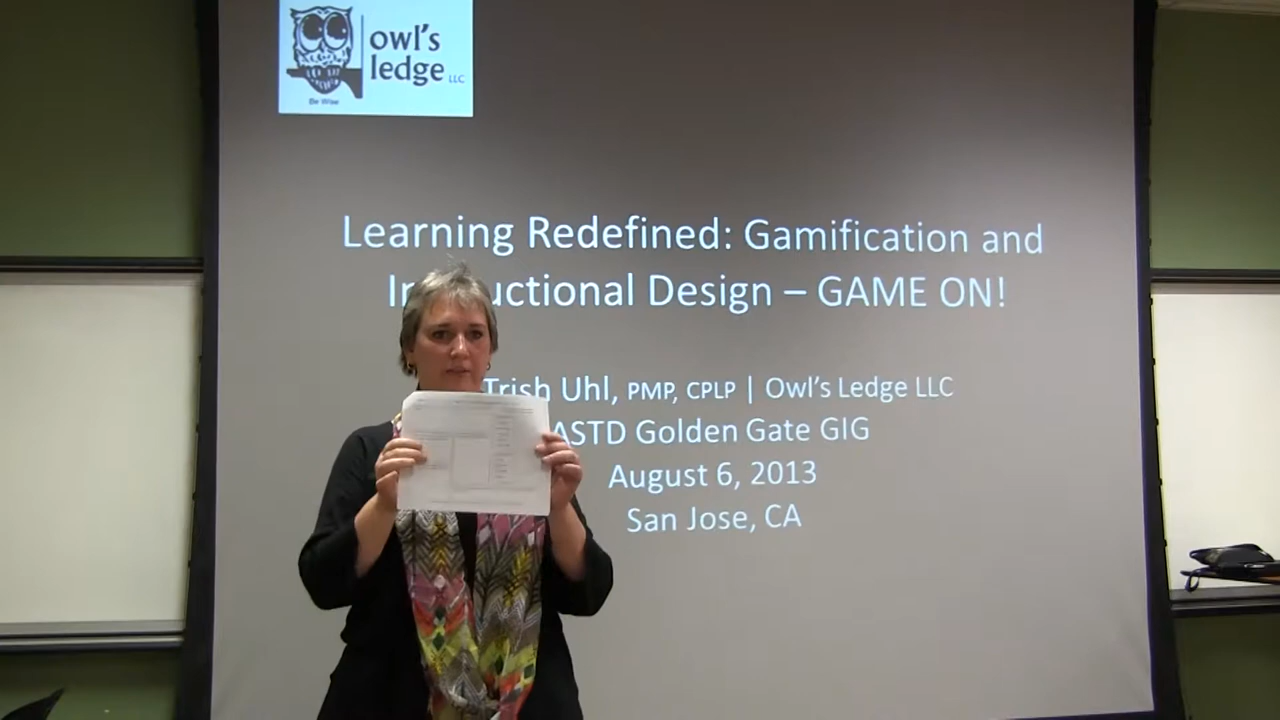 owl's
ledge LLC
Be Wise
Learning Redefined: Gamification and
In uctional Design – GAME ON!
Trish Uhl, PMP, CPLP | Owl's Ledge LLC
ASTD Golden Gate GIG
August 6, 2013
San Jose, CA